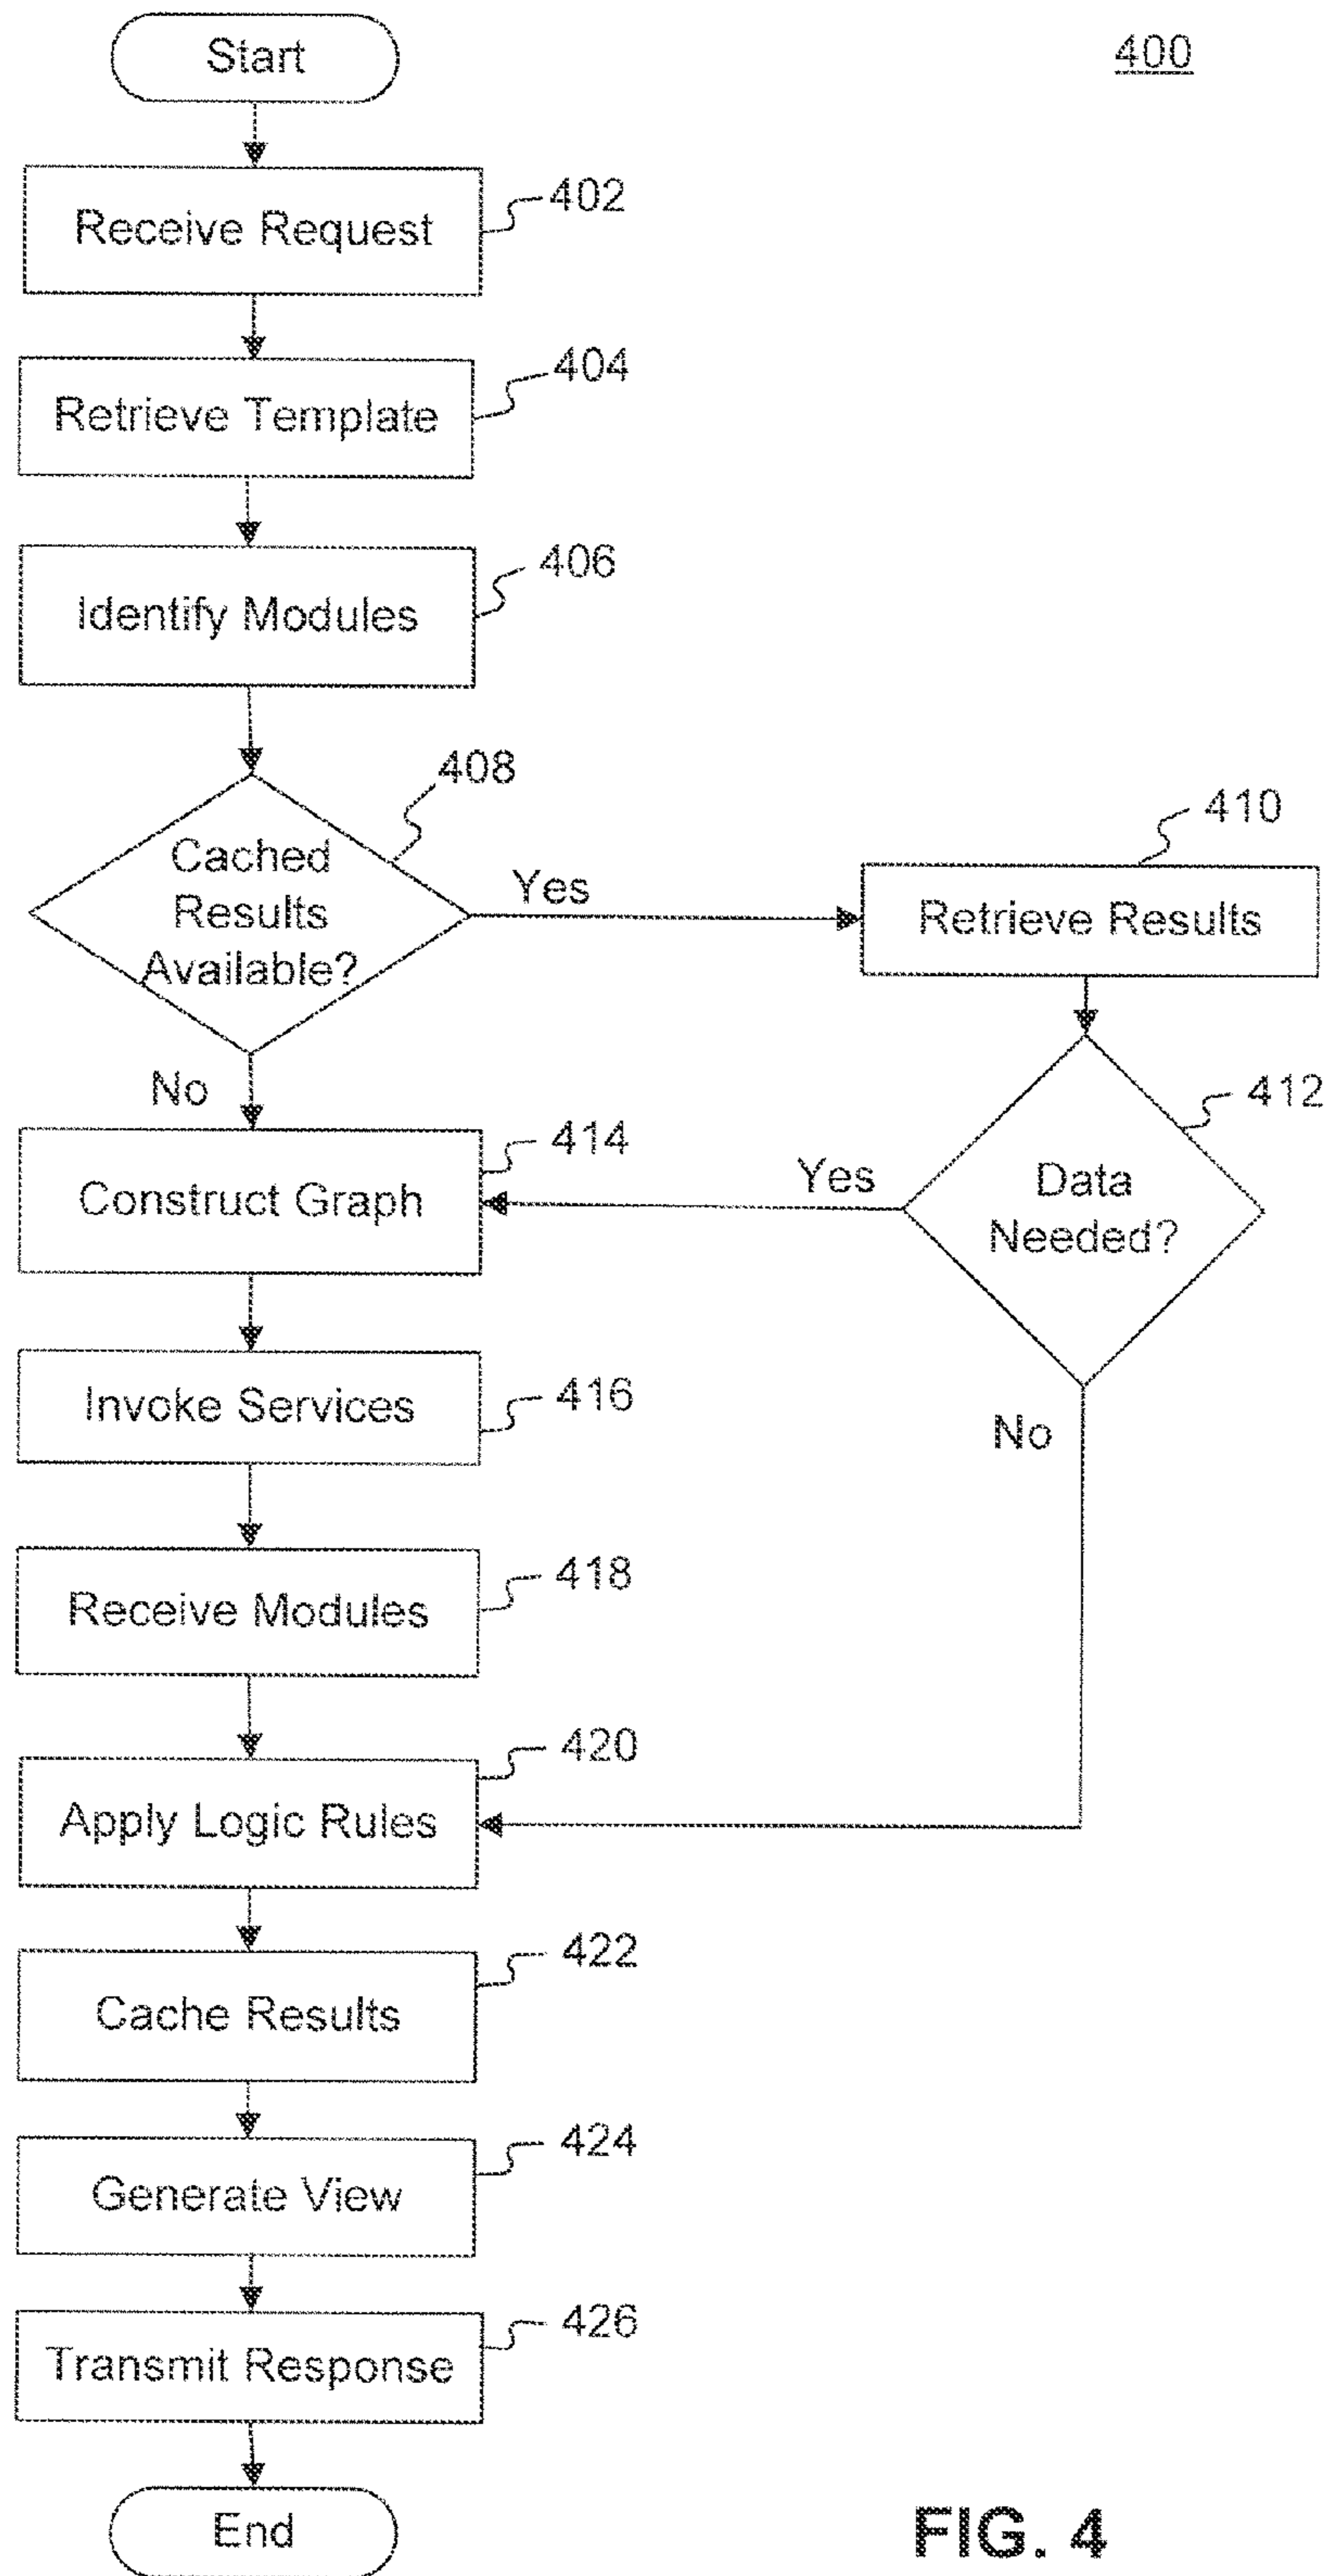 Start
400
Receive Request
402
Retrieve Template
404
Identify Modules
406
Cached
Results
Available?
408
Yes
No
Retrieve Results
410
Data
Needed?
412
Yes
No
Construct Graph
414
Invoke Services
416
Receive Modules
418
Apply Logic Rules
420
Cache Results
422
Generate View
424
Transmit Response
426
End
FIG. 4